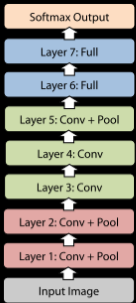 Softmax Output
Layer 7: Full
Layer 6: Full
Layer 5: Conv + Pool
Layer 4: Conv
Layer 3: Conv
Layer 2: Conv + Pool
Layer 1: Conv + Pool
Input Image